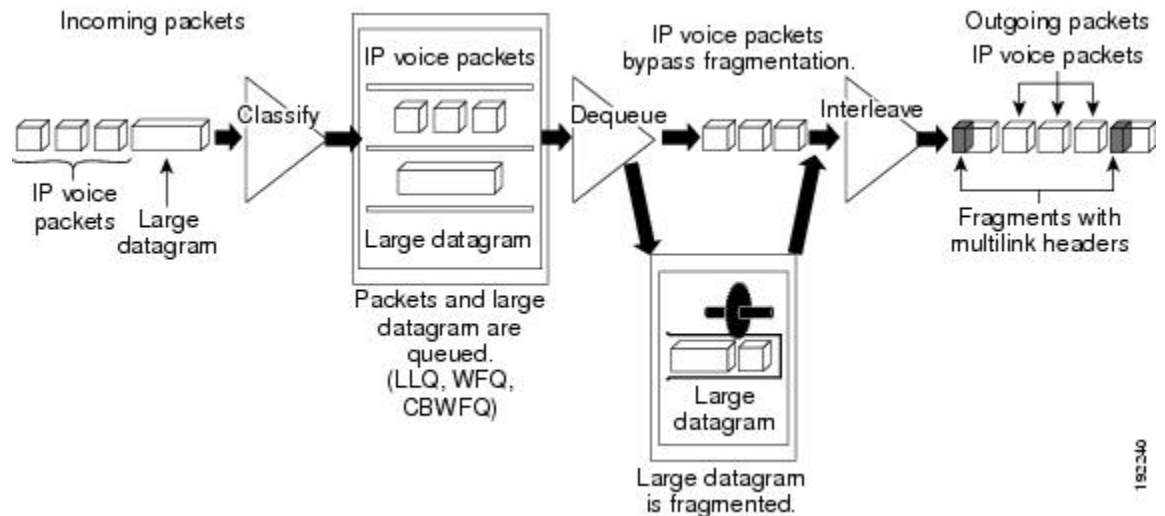 Incoming packets
IP voice packets
bypass fragmentation.
Outgoing packets
IP voice packets
Classify
IP voice packets
Dequeue
Interleave
IP voice
packets
Large
datagram
Large datagram
Fragments with
multilink headers
Packets and large
datagram are
queued.
(LLQ, WFQ,
CBWFQ)
Large
datagram
Large datagram
is fragmented.
192240